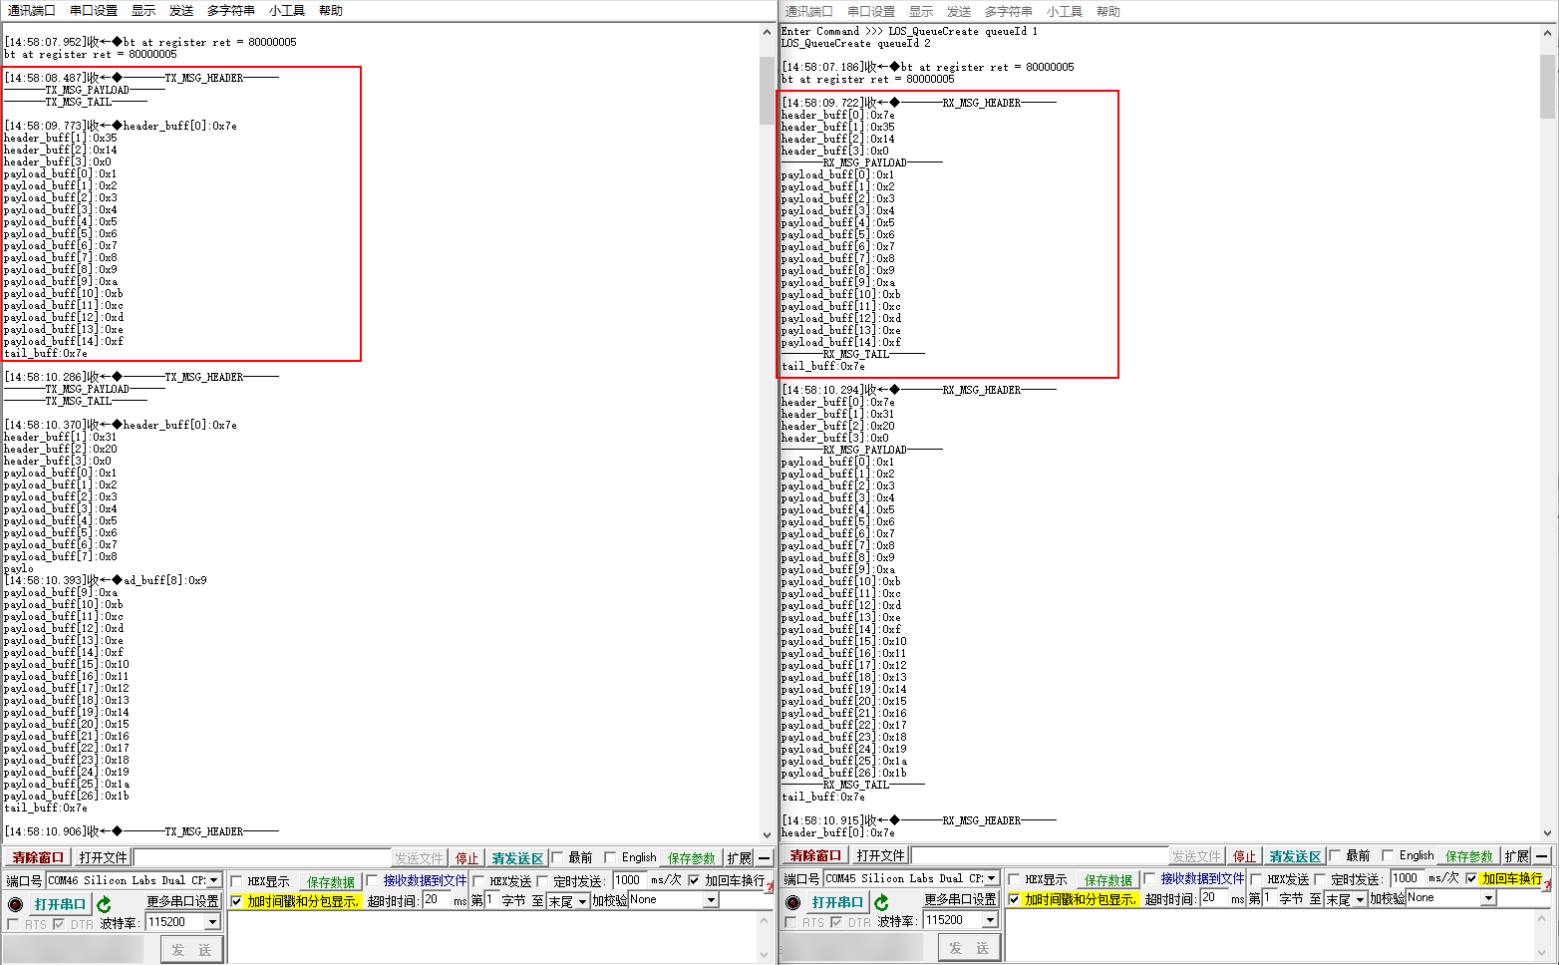 通讯端口 串口设置 显示 发送 多字符串 小工具 帮助
[14:58:07.952]收←◆bt at register ret = 80000005
bt at register ret = 80000005
[14:58:08.487]收←◆------TX_MSG_HEADER------
------TX_MSG_PAYLOAD------
------TX_MSG_TAIL------
[14:58:09.773]收←◆header_buff[0]:0x7e
header_buff[1]:0x35
header_buff[2]:0x14
header_buff[3]:0x0
payload_buff[0]:0x1
payload_buff[1]:0x2
payload_buff[2]:0x3
payload_buff[3]:0x4
payload_buff[4]:0x5
payload_buff[5]:0x6
payload_buff[6]:0x7
payload_buff[7]:0x8
payload_buff[8]:0x9
payload_buff[9]:0xa
payload_buff[10]:0xb
payload_buff[11]:0xc
payload_buff[12]:0xd
payload_buff[13]:0xe
payload_buff[14]:0xf
tail_buff:0x7e
[14:58:10.286]收←◆------TX_MSG_HEADER------
------TX_MSG_PAYLOAD------
------TX_MSG_TAIL------
[14:58:10.370]收←◆header_buff[0]:0x7e
header_buff[1]:0x31
header_buff[2]:0x20
header_buff[3]:0x0
payload_buff[0]:0x1
payload_buff[1]:0x2
payload_buff[2]:0x3
payload_buff[3]:0x4
payload_buff[4]:0x5
payload_buff[5]:0x6
payload_buff[6]:0x7
payload_buff[7]:0x8
paylo
[14:58:10.393]收←◆ad_buff[8]:0x9
payload_buff[9]:0xa
payload_buff[10]:0xb
payload_buff[11]:0xc
payload_buff[12]:0xd
payload_buff[13]:0xe
payload_buff[14]:0xf
payload_buff[15]:0x10
payload_buff[16]:0x11
payload_buff[17]:0x12
payload_buff[18]:0x13
payload_buff[19]:0x14
payload_buff[20]:0x15
payload_buff[21]:0x16
payload_buff[22]:0x17
payload_buff[23]:0x18
payload_buff[24]:0x19
payload_buff[25]:0x1a
payload_buff[26]:0x1b
tail_buff:0x7e
[14:58:10.906]收←◆------TX_MSG_HEADER------
清除窗口 打开文件 发送文件 停止 清发送区 最前 English 保存参数 扩展 —
端口号 COM46 Silicon Labs Dual CP: HEX显示 保存数据 接收数据到文件 HEX发送 定时发送: 1000 ms/次 加回车换行 ?
打开串口 更多串口设置 加时间戳和分包显示, 超时时间: 20 ms 第 1 字节 至 末尾 加校验 None
RTS DTR 波特率: 115200
发 送
通讯端口 串口设置 显示 发送 多字符串 小工具 帮助
Enter Command >>> LOS_QueueCreate queueId 1
LOS_QueueCreate queueId 2
[14:58:07.186]收←◆bt at register ret = 80000005
bt at register ret = 80000005
[14:58:09.722]收←◆------RX_MSG_HEADER------
header_buff[0]:0x7e
header_buff[1]:0x35
header_buff[2]:0x14
header_buff[3]:0x0
------RX_MSG_PAYLOAD------
payload_buff[0]:0x1
payload_buff[1]:0x2
payload_buff[2]:0x3
payload_buff[3]:0x4
payload_buff[4]:0x5
payload_buff[5]:0x6
payload_buff[6]:0x7
payload_buff[7]:0x8
payload_buff[8]:0x9
payload_buff[9]:0xa
payload_buff[10]:0xb
payload_buff[11]:0xc
payload_buff[12]:0xd
payload_buff[13]:0xe
payload_buff[14]:0xf
------RX_MSG_TAIL------
tail_buff:0x7e
[14:58:10.294]收←◆------RX_MSG_HEADER------
header_buff[0]:0x7e
header_buff[1]:0x31
header_buff[2]:0x20
header_buff[3]:0x0
------RX_MSG_PAYLOAD------
payload_buff[0]:0x1
payload_buff[1]:0x2
payload_buff[2]:0x3
payload_buff[3]:0x4
payload_buff[4]:0x5
payload_buff[5]:0x6
payload_buff[6]:0x7
payload_buff[7]:0x8
payload_buff[8]:0x9
payload_buff[9]:0xa
payload_buff[10]:0xb
payload_buff[11]:0xc
payload_buff[12]:0xd
payload_buff[13]:0xe
payload_buff[14]:0xf
payload_buff[15]:0x10
payload_buff[16]:0x11
payload_buff[17]:0x12
payload_buff[18]:0x13
payload_buff[19]:0x14
payload_buff[20]:0x15
payload_buff[21]:0x16
payload_buff[22]:0x17
payload_buff[23]:0x18
payload_buff[24]:0x19
payload_buff[25]:0x1a
payload_buff[26]:0x1b
------RX_MSG_TAIL------
tail_buff:0x7e
[14:58:10.915]收←◆------RX_MSG_HEADER------
header_buff[0]:0x7e
清除窗口 打开文件 发送文件 停止 清发送区 最前 English 保存参数 扩展 —
端口号 COM45 Silicon Labs Dual CP: HEX显示 保存数据 接收数据到文件 HEX发送 定时发送: 1000 ms/次 加回车换行 ?
打开串口 更多串口设置 加时间戳和分包显示, 超时时间: 20 ms 第 1 字节 至 末尾 加校验 None
RTS DTR 波特率: 115200
发 送